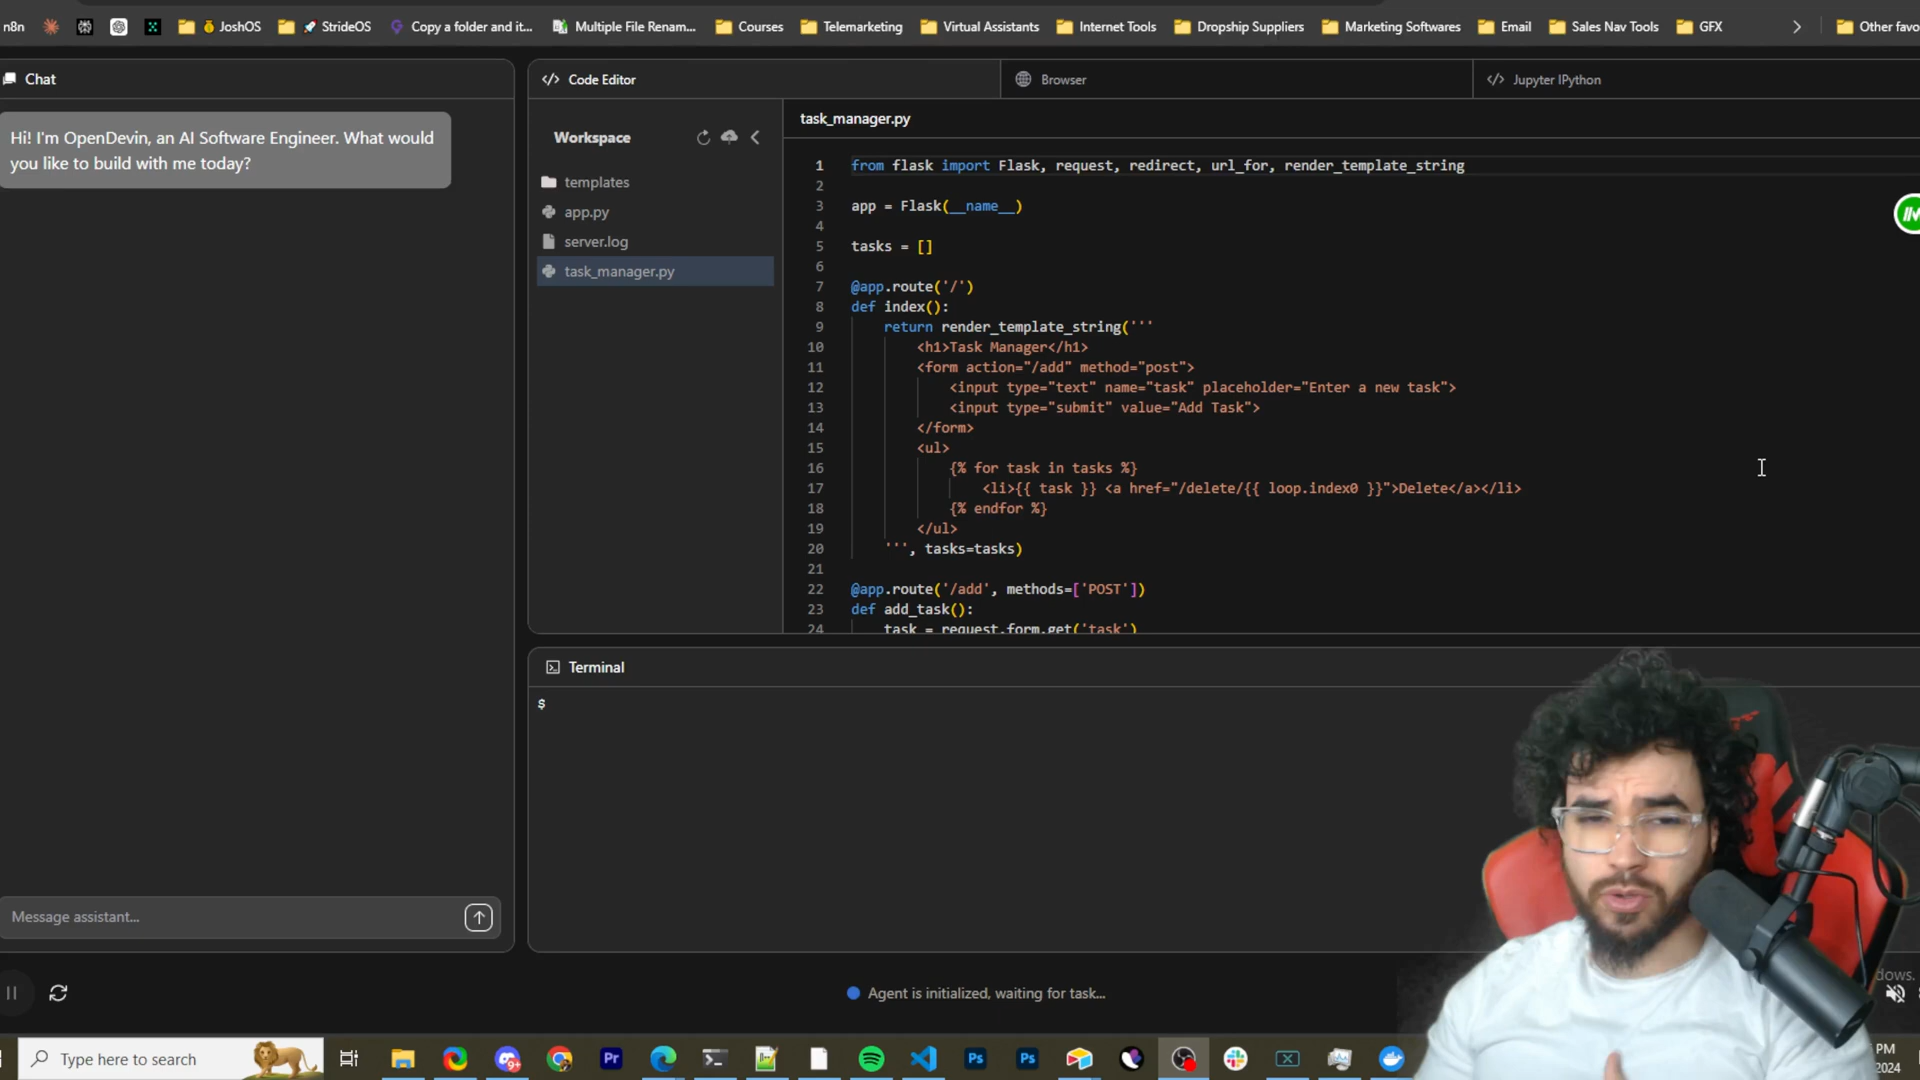 n8n JoshOS StrideOS Copy a folder and it... Multiple File Renam... Courses Telemarketing Virtual Assistants Internet Tools Dropship Suppliers Marketing Softwares Email Sales Nav Tools GFX Other favo
Chat
Hi! I'm OpenDevin, an AI Software Engineer. What would
you like to build with me today?
Message assistant...
Code Editor
Browser
Jupyter IPython
Workspace
templates
app.py
server.log
task_manager.py
task_manager.py
1 from flask import Flask, request, redirect, url_for, render_template_string
2
3 app = Flask(__name__)
4
5 tasks = []
6
7 @app.route('/')
8 def index():
9 return render_template_string('''
10 <h1>Task Manager</h1>
11 <form action="/add" method="post">
12 <input type="text" name="task" placeholder="Enter a new task">
13 <input type="submit" value="Add Task">
14 </form>
15 <ul>
16 {% for task in tasks %}
17 <li>{{ task }} <a href="/delete/{{ loop.index0 }}">Delete</a></li>
18 {% endfor %}
19 </ul>
20 ''', tasks=tasks)
21
22 @app.route('/add', methods=['POST'])
23 def add_task():
24 task = request.form.get('task')
Terminal
$
Agent is initialized, waiting for task...
dows.
Type here to search
Pr
Ps
Ps
PM
2024